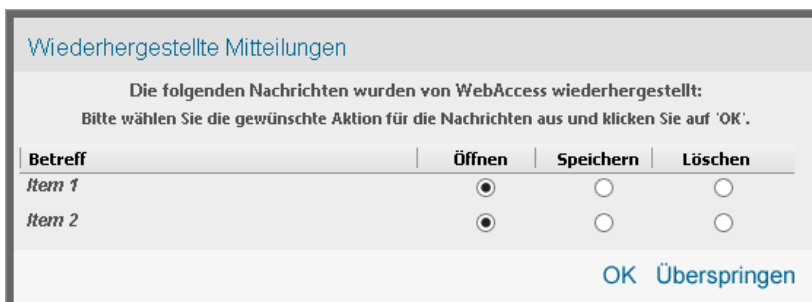 Wiederhergestellte Mitteilungen
Die folgenden Nachrichten wurden von WebAccess wiederhergestellt:
Bitte wählen Sie die gewünschte Aktion für die Nachrichten aus und klicken Sie auf 'OK'.
Betreff Öffnen Speichern Löschen
Item 1
Item 2
OK Überspringen